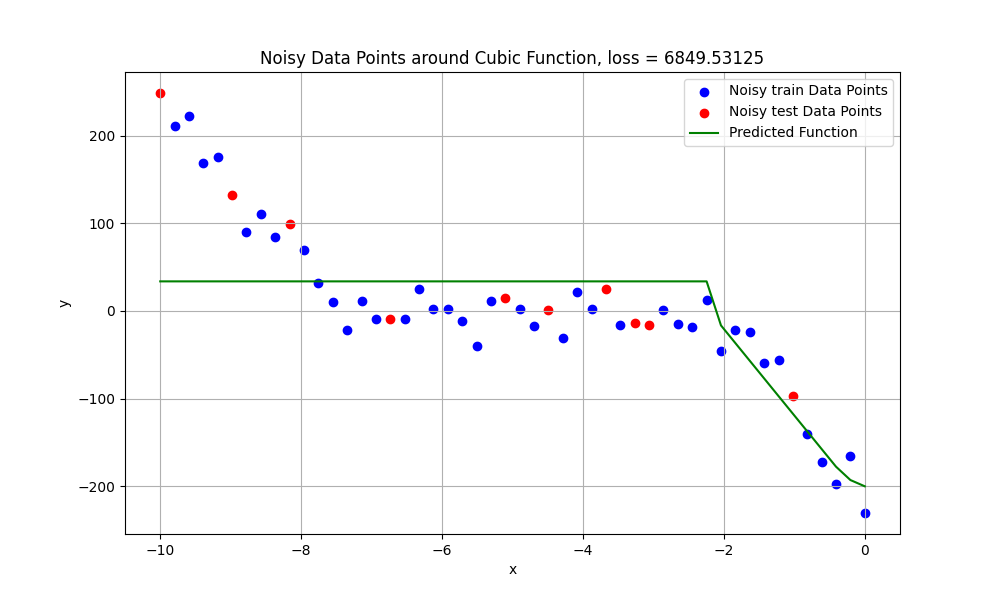 Noisy Data Points around Cubic Function, loss = 6849.53125
Noisy train Data Points
Noisy test Data Points
Predicted Function
200
100
0
−100
−200
y
−10
−8
−6
−4
−2
0
x